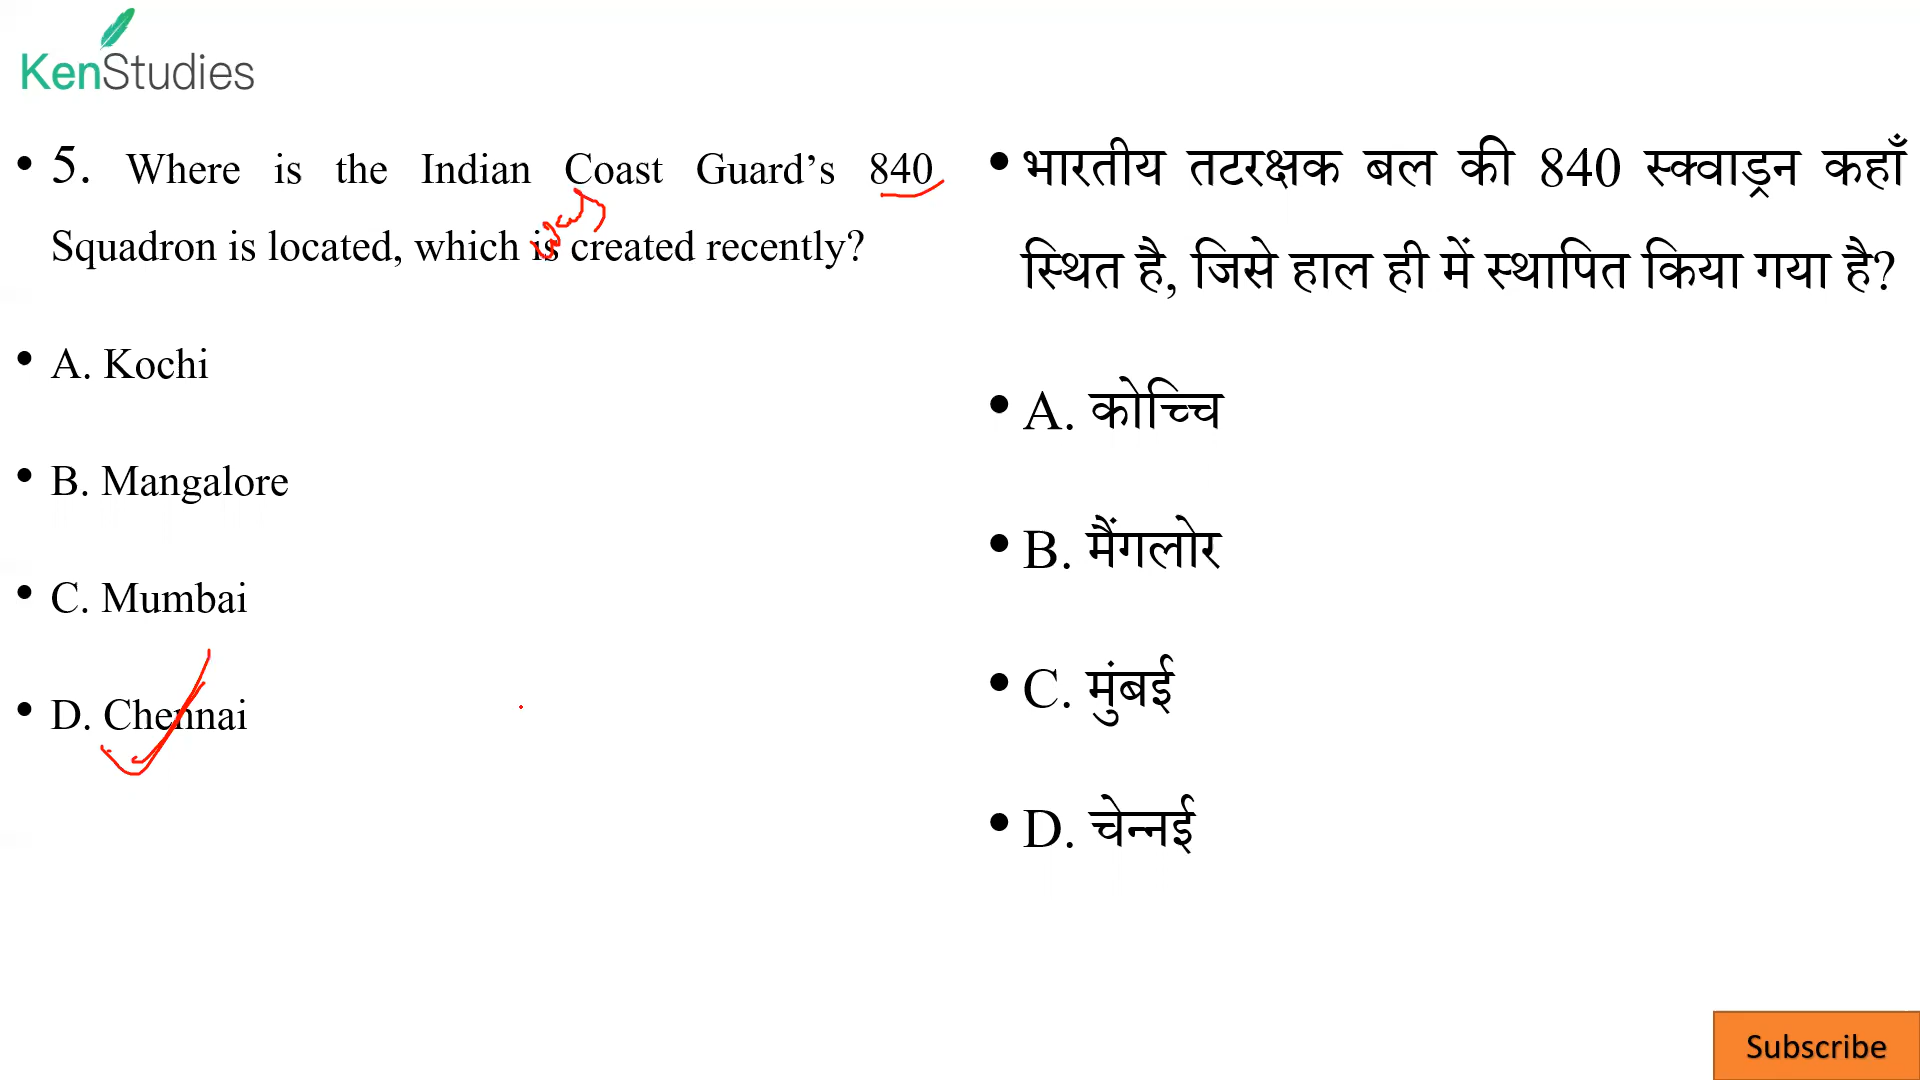 KenStudies
• 5. Where is the Indian Coast Guard’s 840
Squadron is located, which is created recently?
• A. Kochi
• B. Mangalore
• C. Mumbai
• D. Chennai
• भारतीय तटरक्षक बल की 840 स्क्वाड्रन कहाँ
स्थित है, जिसे हाल ही में स्थापित किया गया है?
• A. कोच्चि
• B. मैंगलोर
• C. मुंबई
• D. चेन्नई
Subscribe